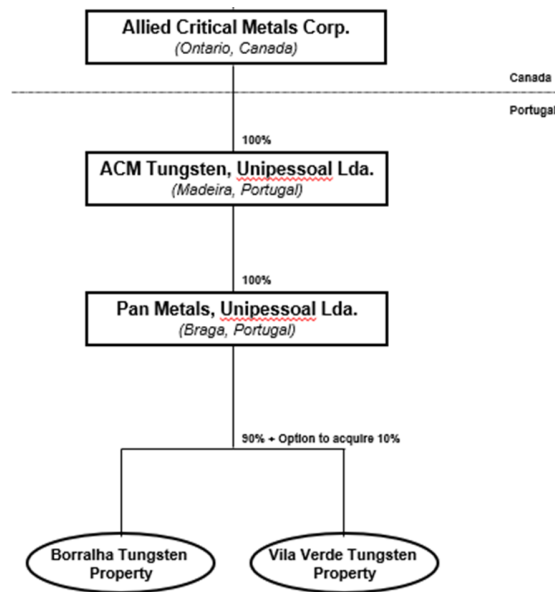 Allied Critical Metals Corp.
(Ontario, Canada)
Canada
Portugal
100%
ACM Tungsten, Unipessoal Lda.
(Madeira, Portugal)
100%
Pan Metals, Unipessoal Lda.
(Braga, Portugal)
90% + Option to acquire 10%
Borralha Tungsten
Property
Vila Verde Tungsten
Property